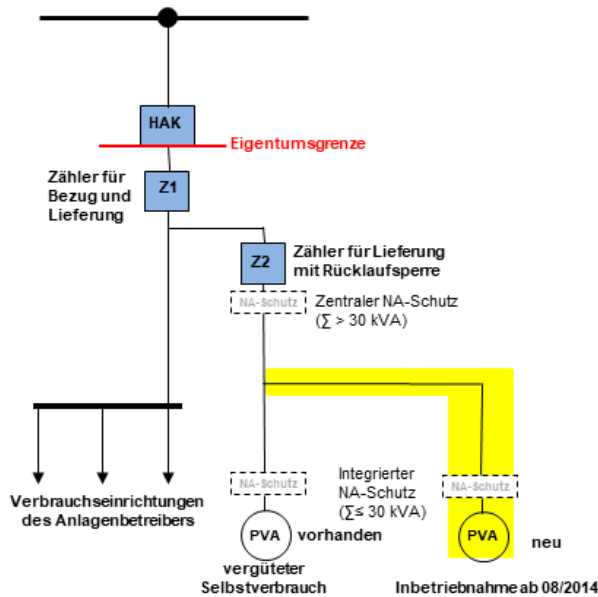 HAK
Eigentumsgrenze
Zähler für
Bezug und
Lieferung
Z1
Z2
Zähler für Lieferung
mit Rücklaufsperre
NA-Schutz
Zentraler NA-Schutz
(∑ > 30 kVA)
Verbrauchseinrichtungen
des Anlagenbetreibers
NA-Schutz
Integrierter
NA-Schutz
(∑≤ 30 kVA)
NA-Schutz
PVA
vorhanden
vergüteter
Selbstverbrauch
PVA
neu
Inbetriebnahme ab 08/2014